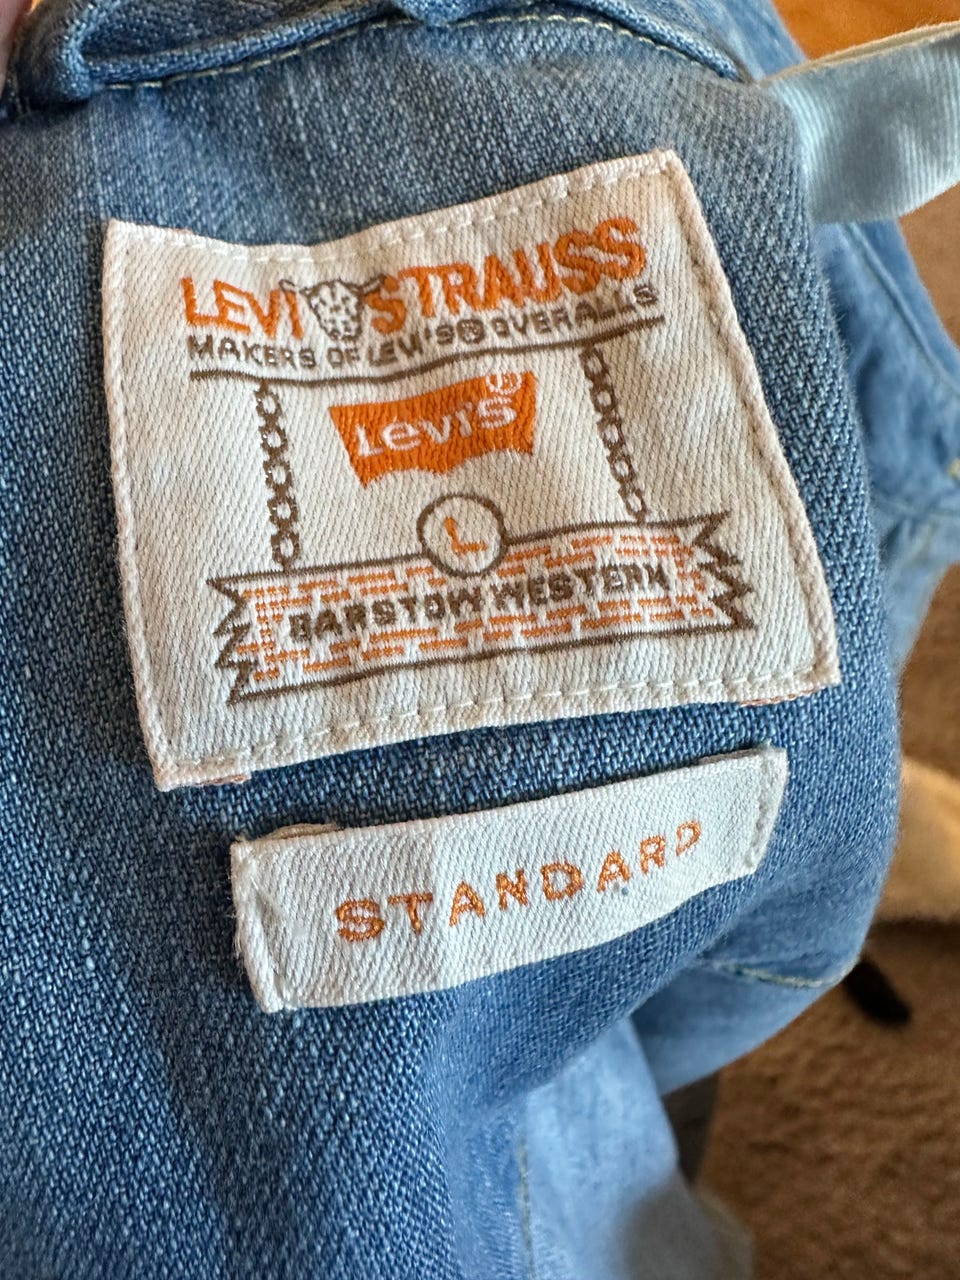 LEVI STRAUSS
MAKERS OF LEVI'S® OVERALLS
Levi's®
L
BARSTOW WESTERN
STANDARD